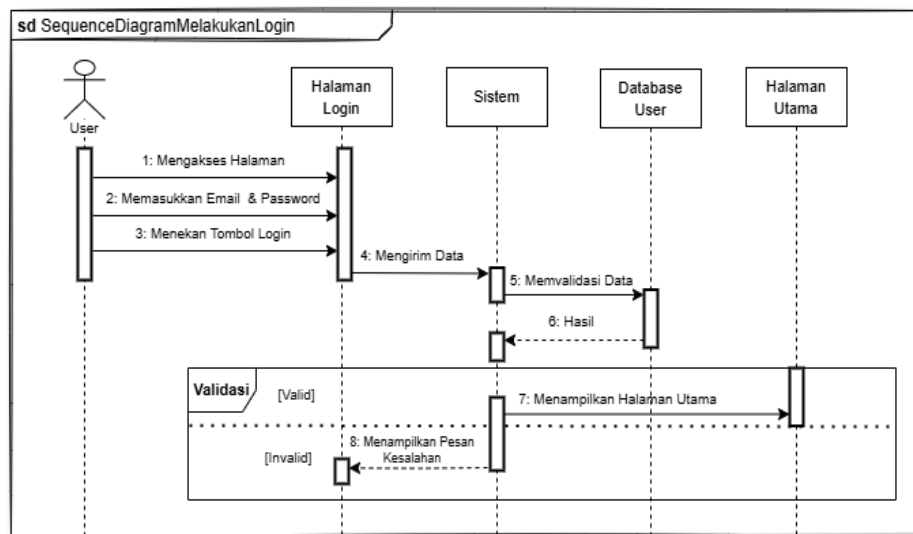 sd SequenceDiagramMelakukanLogin
User
Halaman
Login
Sistem
Database
User
Halaman
Utama
1: Mengakses Halaman
2: Memasukkan Email & Password
3: Menekan Tombol Login
4: Mengirim Data
5: Memvalidasi Data
6: Hasil
Validasi
[Valid]
7: Menampilkan Halaman Utama
[Invalid]
8: Menampilkan Pesan
Kesalahan